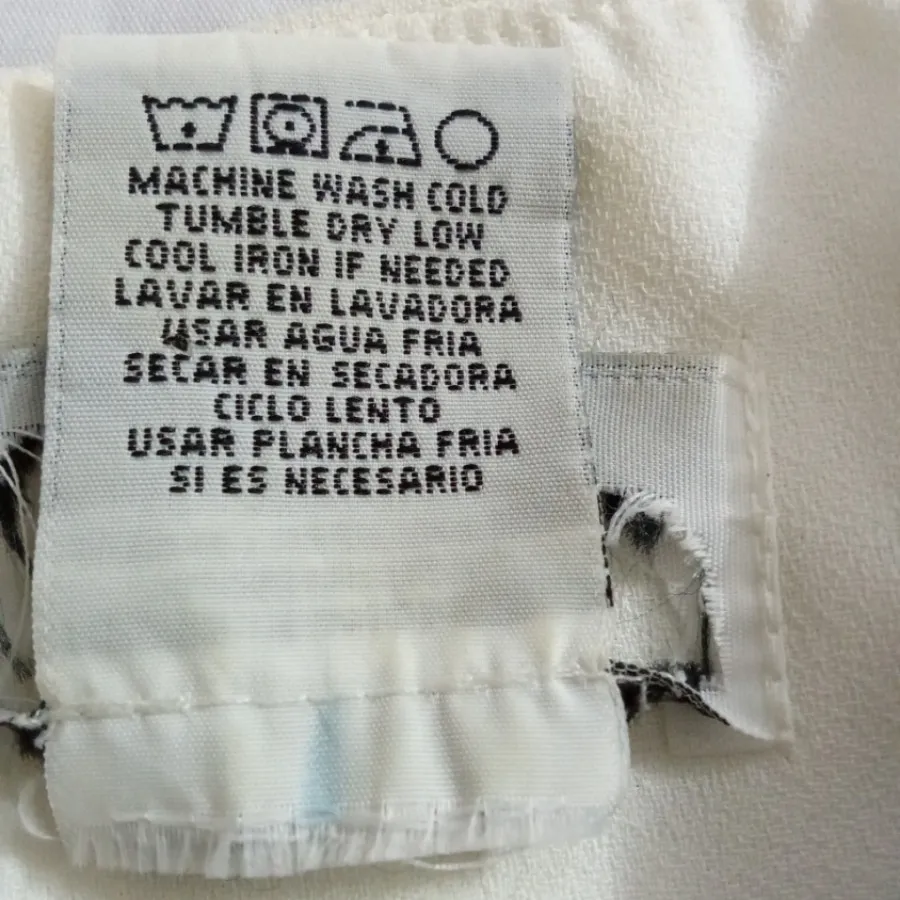 MACHINE WASH COLD
TUMBLE DRY LOW
COOL IRON IF NEEDED
LAVAR EN LAVADORA
USAR AGUA FRIA
SECAR EN SECADORA
CICLO LENTO
USAR PLANCHA FRIA
SI ES NECESARIO